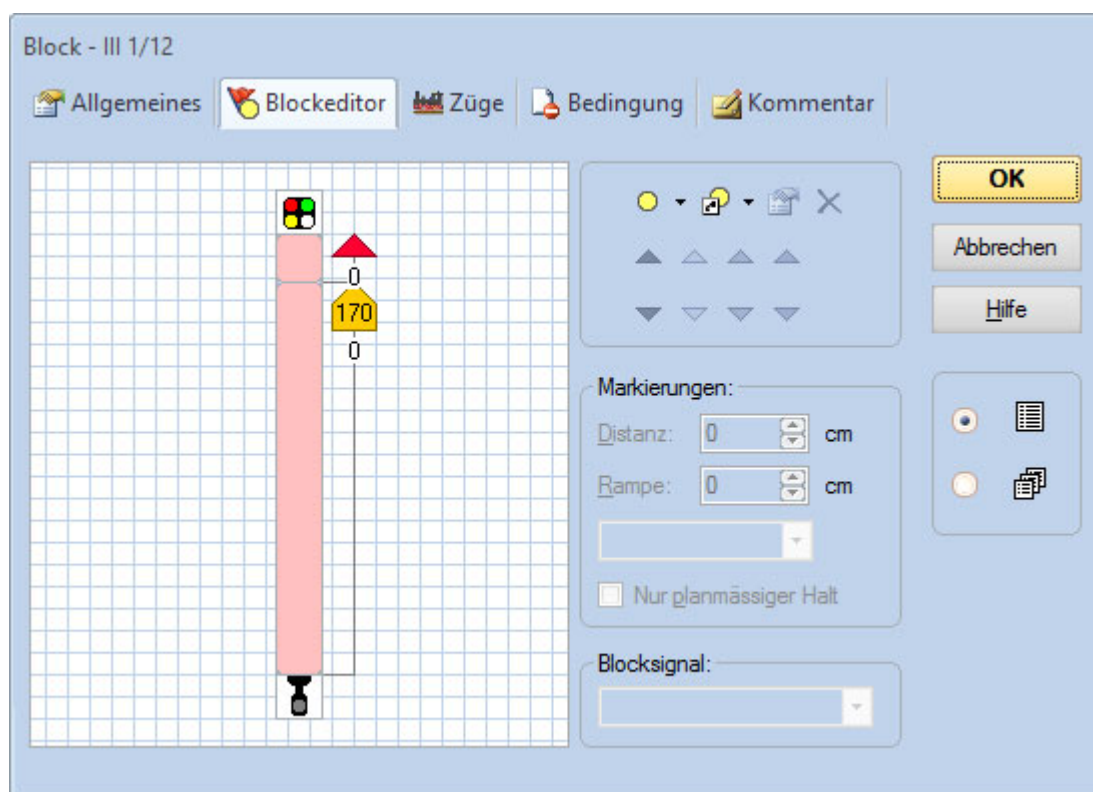 Block - III 1/12
Allgemeines Blockeditor Züge Bedingung Kommentar
0
170
0
OK
Abbrechen
Hilfe
Markierungen:
Distanz: 0 cm
Rampe: 0 cm
Nur planmässiger Halt
Blocksignal: